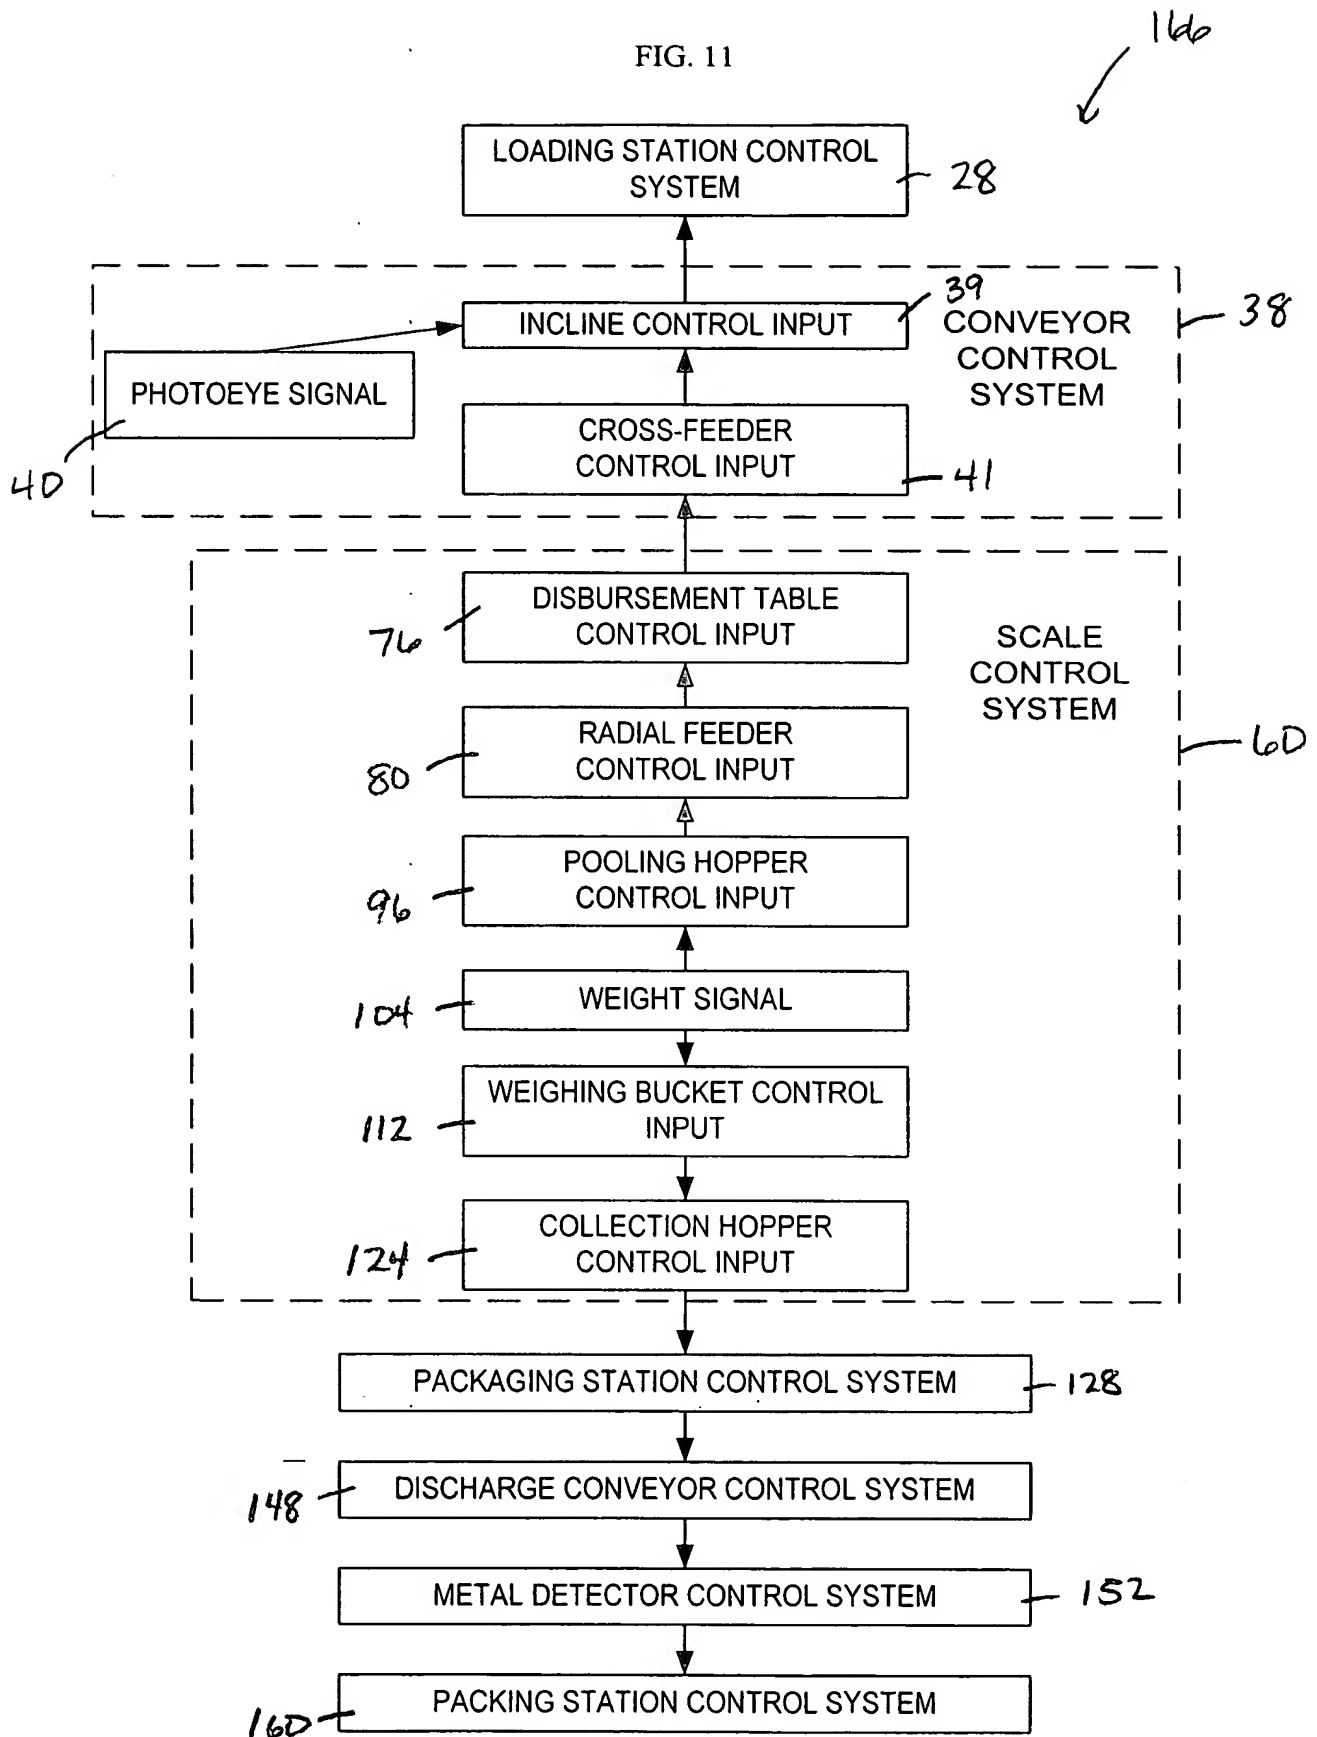 FIG. 11
166
LOADING STATION CONTROL
SYSTEM
28
39
INCLINE CONTROL INPUT
CONVEYOR
CONTROL
SYSTEM
38
PHOTOEYE SIGNAL
40
CROSS-FEEDER
CONTROL INPUT
41
DISBURSEMENT TABLE
CONTROL INPUT
76
SCALE
CONTROL
SYSTEM
60
RADIAL FEEDER
CONTROL INPUT
80
POOLING HOPPER
CONTROL INPUT
96
WEIGHT SIGNAL
104
WEIGHING BUCKET CONTROL
INPUT
112
COLLECTION HOPPER
CONTROL INPUT
124
PACKAGING STATION CONTROL SYSTEM
128
DISCHARGE CONVEYOR CONTROL SYSTEM
148
METAL DETECTOR CONTROL SYSTEM
152
PACKING STATION CONTROL SYSTEM
160